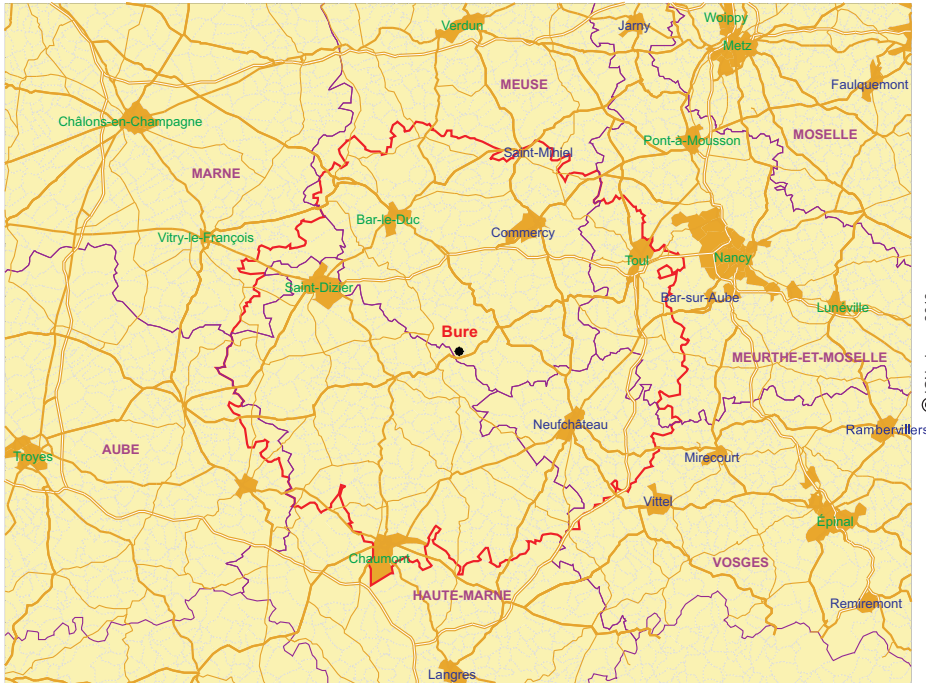 Verdun
Jarny
Woippy
Metz
MEUSE
Faulquemont
Châlons-en-Champagne
MOSELLE
Pont-à-Mousson
Saint-Mihiel
MARNE
Bar-le-Duc
Commercy
Vitry-le-François
Toul
Nancy
Saint-Dizier
Bar-sur-Aube
Lunéville
Bure
MEURTHE-ET-MOSELLE
Neufchâteau
Rambervillers
AUBE
Troyes
Mirecourt
Vittel
Épinal
Chaumont
VOSGES
HAUTE-MARNE
Remiremont
Langres